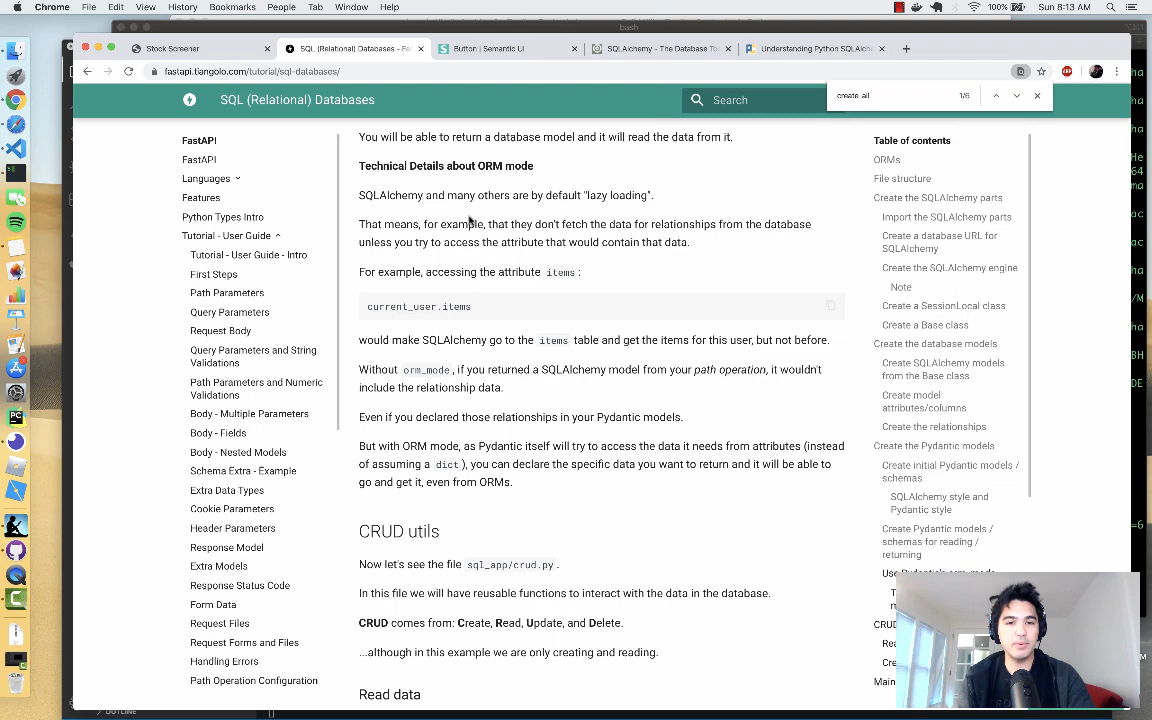 Chrome File Edit View History Bookmarks People Tab Window Help
100% Sun 8:13 AM
bash
Stock Screener
SQL (Relational) Databases - Fa
Button | Semantic UI
SQLAlchemy - The Database To
Understanding Python SQLAlch
fastapi.tiangolo.com/tutorial/sql-databases/
ABP
create_all 1/6
SQL (Relational) Databases
Search
FastAPI
FastAPI
Languages
Features
Python Types Intro
Tutorial - User Guide
Tutorial - User Guide - Intro
First Steps
Path Parameters
Query Parameters
Request Body
Query Parameters and String
Validations
Path Parameters and Numeric
Validations
Body - Multiple Parameters
Body - Fields
Body - Nested Models
Schema Extra - Example
Extra Data Types
Cookie Parameters
Header Parameters
Response Model
Extra Models
Response Status Code
Form Data
Request Files
Request Forms and Files
Handling Errors
Path Operation Configuration
You will be able to return a database model and it will read the data from it.
Technical Details about ORM mode
SQLAlchemy and many others are by default "lazy loading".
That means, for example, that they don't fetch the data for relationships from the database
unless you try to access the attribute that would contain that data.
For example, accessing the attribute items:
current_user.items
would make SQLAlchemy go to the items table and get the items for this user, but not before.
Without orm_mode, if you returned a SQLAlchemy model from your path operation, it wouldn't
include the relationship data.
Even if you declared those relationships in your Pydantic models.
But with ORM mode, as Pydantic itself will try to access the data it needs from attributes (instead
of assuming a dict), you can declare the specific data you want to return and it will be able to
go and get it, even from ORMs.
CRUD utils
Now let's see the file sql_app/crud.py.
In this file we will have reusable functions to interact with the data in the database.
CRUD comes from: Create, Read, Update, and Delete.
...although in this example we are only creating and reading.
Read data
Table of contents
ORMs
File structure
Create the SQLAlchemy parts
Import the SQLAlchemy parts
Create a database URL for
SQLAlchemy
Create the SQLAlchemy engine
Note
Create a SessionLocal class
Create a Base class
Create the database models
Create SQLAlchemy models
from the Base class
Create model
attributes/columns
Create the relationships
Create the Pydantic models
Create initial Pydantic models /
schemas
SQLAlchemy style and
Pydantic style
Create Pydantic models /
schemas for reading /
returning
CRU
Rea
Cre
Main
OUTLINE